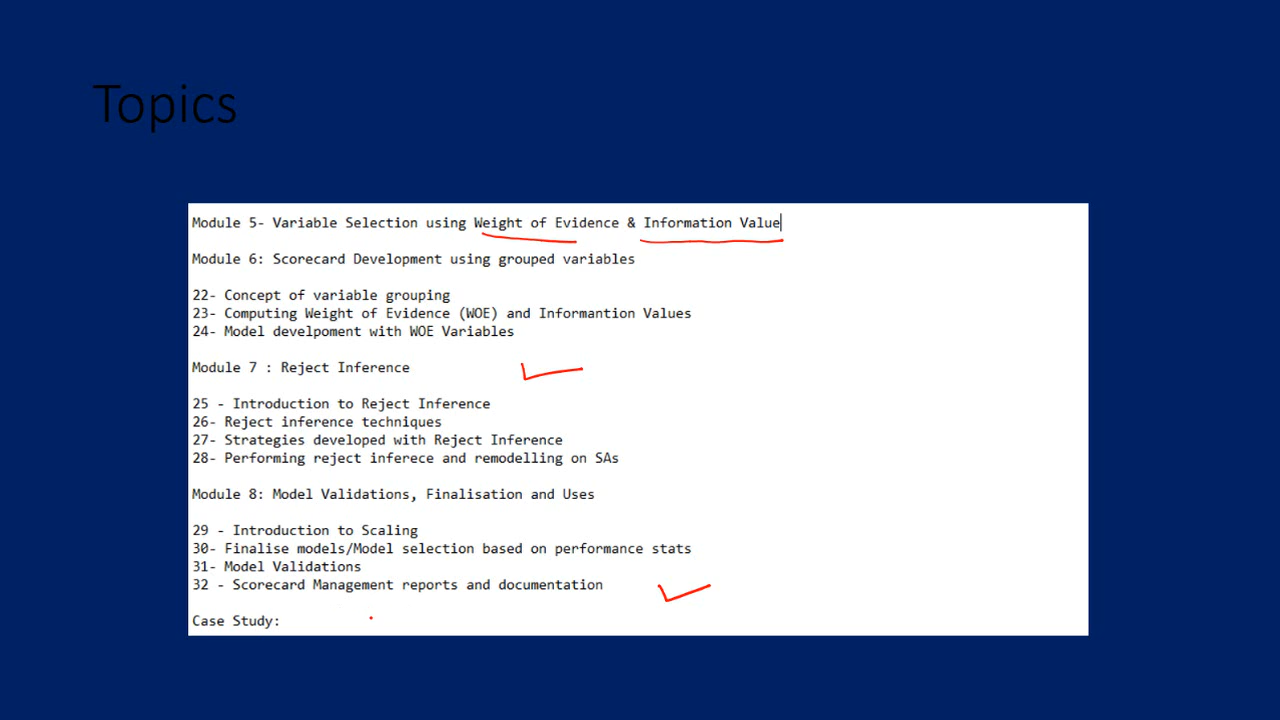 Topics
Module 5- Variable Selection using Weight of Evidence & Information Value
Module 6: Scorecard Development using grouped variables
22- Concept of variable grouping
23- Computing Weight of Evidence (WOE) and Informantion Values
24- Model develpoment with WOE Variables
Module 7 : Reject Inference
25 - Introduction to Reject Inference
26- Reject inference techniques
27- Strategies developed with Reject Inference
28- Performing reject inferece and remodelling on SAs
Module 8: Model Validations, Finalisation and Uses
29 - Introduction to Scaling
30- Finalise models/Model selection based on performance stats
31- Model Validations
32 - Scorecard Management reports and documentation
Case Study: